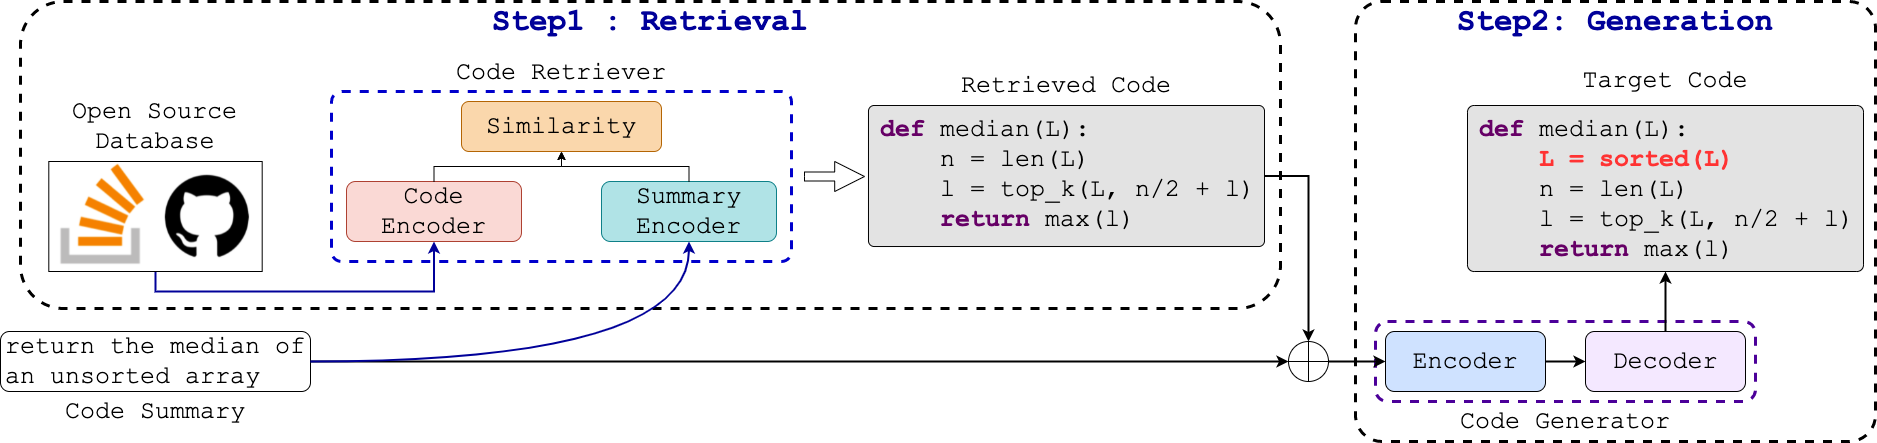 Step1 : Retrieval
Step2: Generation
Code Retriever
Retrieved Code
Target Code
Open Source
Database
Similarity
Code
Encoder
Summary
Encoder
def median(L):
    n = len(L)
    l = top_k(L, n/2 + l)
    return max(l)
def median(L):
    L = sorted(L)
    n = len(L)
    l = top_k(L, n/2 + l)
    return max(l)
return the median of
an unsorted array
Code Summary
Encoder
Decoder
Code Generator